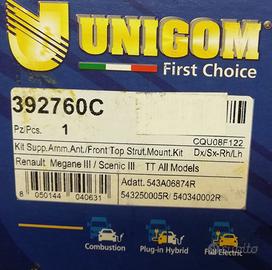 UNIGOM
First Choice
392760C
Pz/Pcs. 1
CQU08F122
Kit Supp.Amm.Ant./Front Top Strut.Mount.Kit Dx/Sx-Rh/Lh
Renault Megane III / Scenic III TT All Models
Adatt. 543A06874R
543250005R/ 540340002R
8 050144 040631
Combustion
Plug-in Hybrid
Full Electric